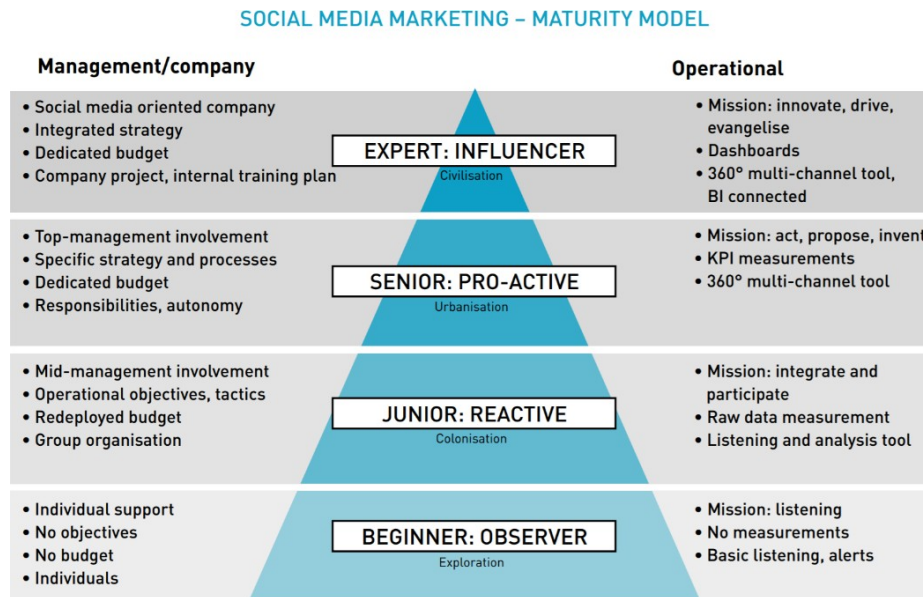 SOCIAL MEDIA MARKETING – MATURITY MODEL
Management/company
Operational
• Social media oriented company
• Integrated strategy
• Dedicated budget
• Company project, internal training plan
EXPERT: INFLUENCER
Civilisation
• Mission: innovate, drive,
evangelise
• Dashboards
• 360° multi-channel tool,
BI connected
• Top-management involvement
• Specific strategy and processes
• Dedicated budget
• Responsibilities, autonomy
SENIOR: PRO-ACTIVE
Urbanisation
• Mission: act, propose, invent
• KPI measurements
• 360° multi-channel tool
• Mid-management involvement
• Operational objectives, tactics
• Redeployed budget
• Group organisation
JUNIOR: REACTIVE
Colonisation
• Mission: integrate and
participate
• Raw data measurement
• Listening and analysis tool
• Individual support
• No objectives
• No budget
• Individuals
BEGINNER: OBSERVER
Exploration
• Mission: listening
• No measurements
• Basic listening, alerts